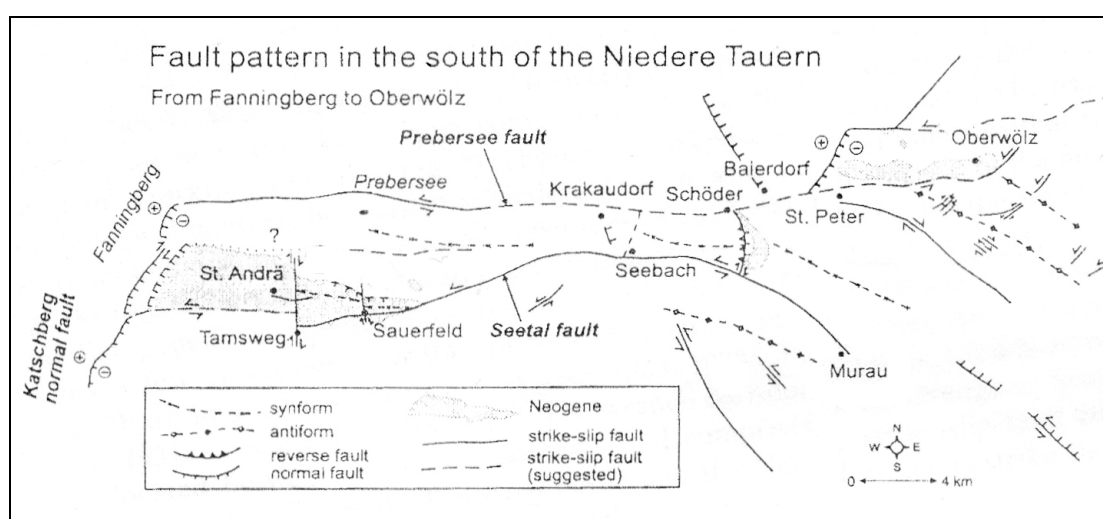 Fault pattern in the south of the Niedere Tauern
From Fanningberg to Oberwölz
Prebersee fault
Oberwölz
Baierdorf
Prebersee
Krakaudorf
Schöder
St. Peter
Fanningberg
?
St. Andrä
Seebach
Tamsweg
Sauerfeld
Seetal fault
Katschberg
normal fault
Murau
synform
antiform
reverse fault
normal fault
Neogene
strike-slip fault
strike-slip fault
(suggested)
N
W E
S
0 4 km